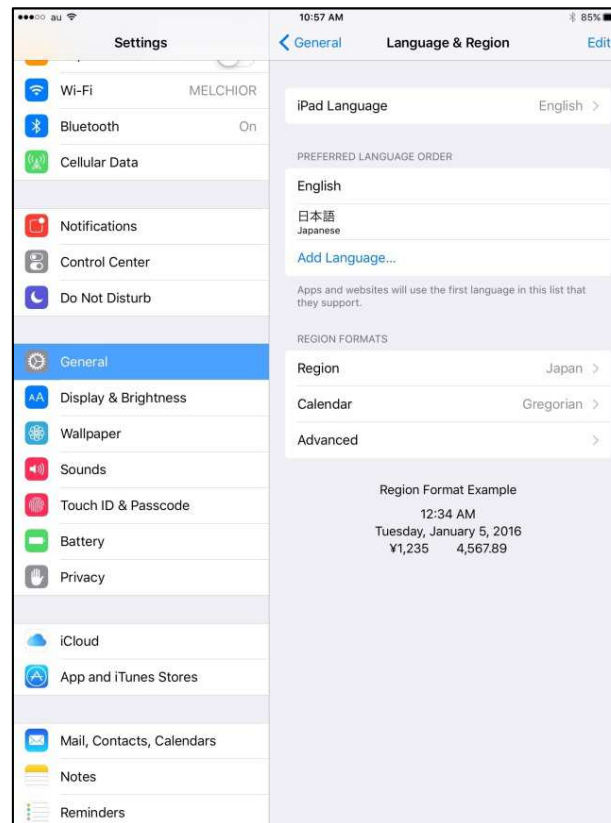 au 10:57 AM 85%
Settings
General Language & Region Edit
Wi-Fi MELCHIOR
Bluetooth On
Cellular Data
Notifications
Control Center
Do Not Disturb
General
Display & Brightness
Wallpaper
Sounds
Touch ID & Passcode
Battery
Privacy
iCloud
App and iTunes Stores
Mail, Contacts, Calendars
Notes
Reminders
iPad Language English
PREFERRED LANGUAGE ORDER
English
日本語
Japanese
Add Language...
Apps and websites will use the first language in this list that
they support.
REGION FORMATS
Region Japan
Calendar Gregorian
Advanced
Region Format Example
12:34 AM
Tuesday, January 5, 2016
¥1,235 4,567.89